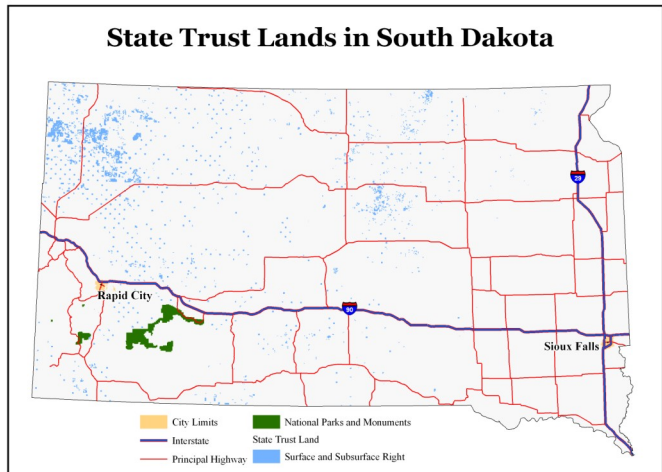 State Trust Lands in South Dakota
29
Rapid City
90
Sioux Falls
City Limits
National Parks and Monuments
Interstate
State Trust Land
Principal Highway
Surface and Subsurface Right